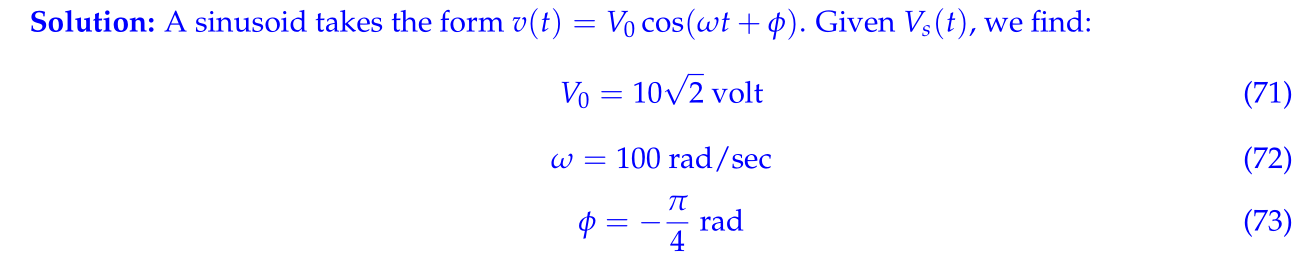 Solution: A sinusoid takes the form v(t) = V₀ cos(ωt + ϕ). Given Vₛ(t), we find:
V₀ = 10√2 volt (71)
ω = 100 rad/sec (72)
ϕ = −π/4 rad (73)